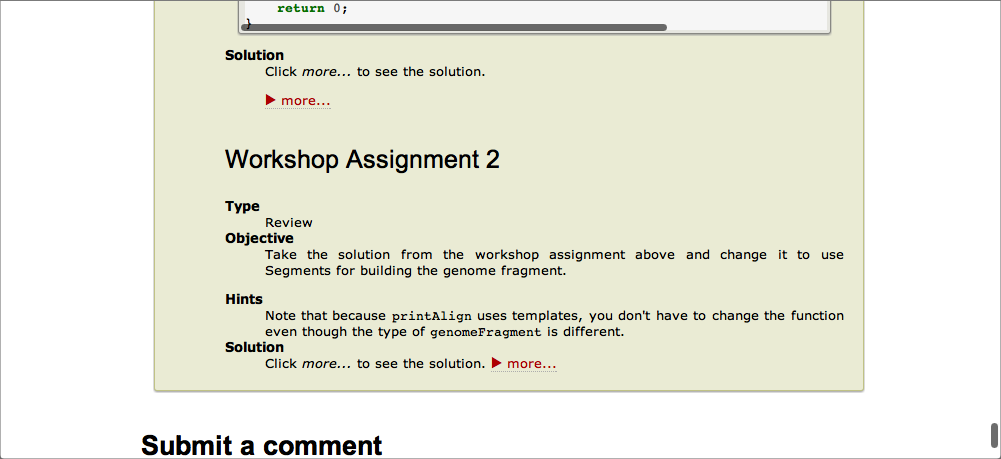 return 0;
}
Solution
Click more... to see the solution.
▶ more...
Workshop Assignment 2
Type
Review
Objective
Take the solution from the workshop assignment above and change it to use
Segments for building the genome fragment.
Hints
Note that because printAlign uses templates, you don't have to change the function
even though the type of genomeFragment is different.
Solution
Click more... to see the solution. ▶ more...
Submit a comment